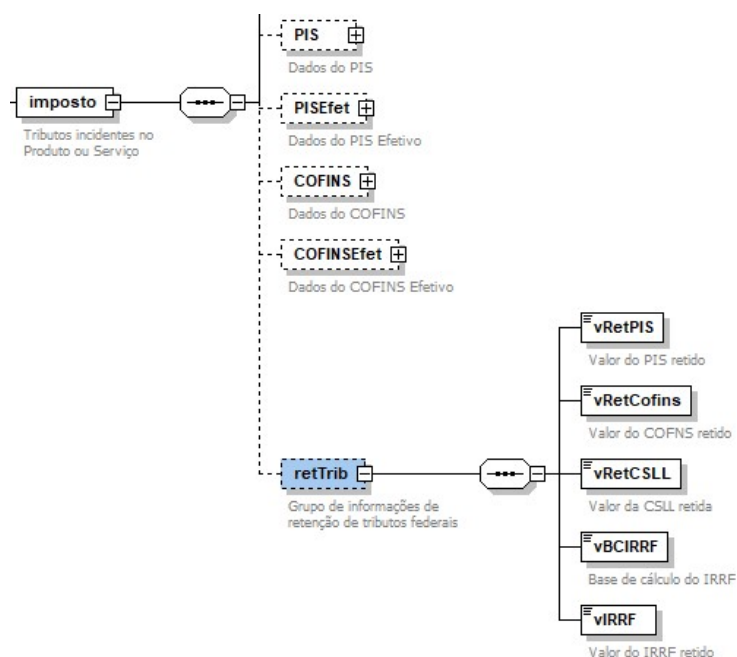 PIS
Dados do PIS
imposto
Tributos incidentes no
Produto ou Serviço
PISEfet
Dados do PIS Efetivo
COFINS
Dados do COFINS
COFINSEfet
Dados do COFINS Efetivo
retTrib
Grupo de informações de
retenção de tributos federais
vRetPIS
Valor do PIS retido
vRetCofins
Valor do COFNS retido
vRetCSLL
Valor da CSLL retida
vBCIRRF
Base de cálculo do IRRF
vIRRF
Valor do IRRF retido